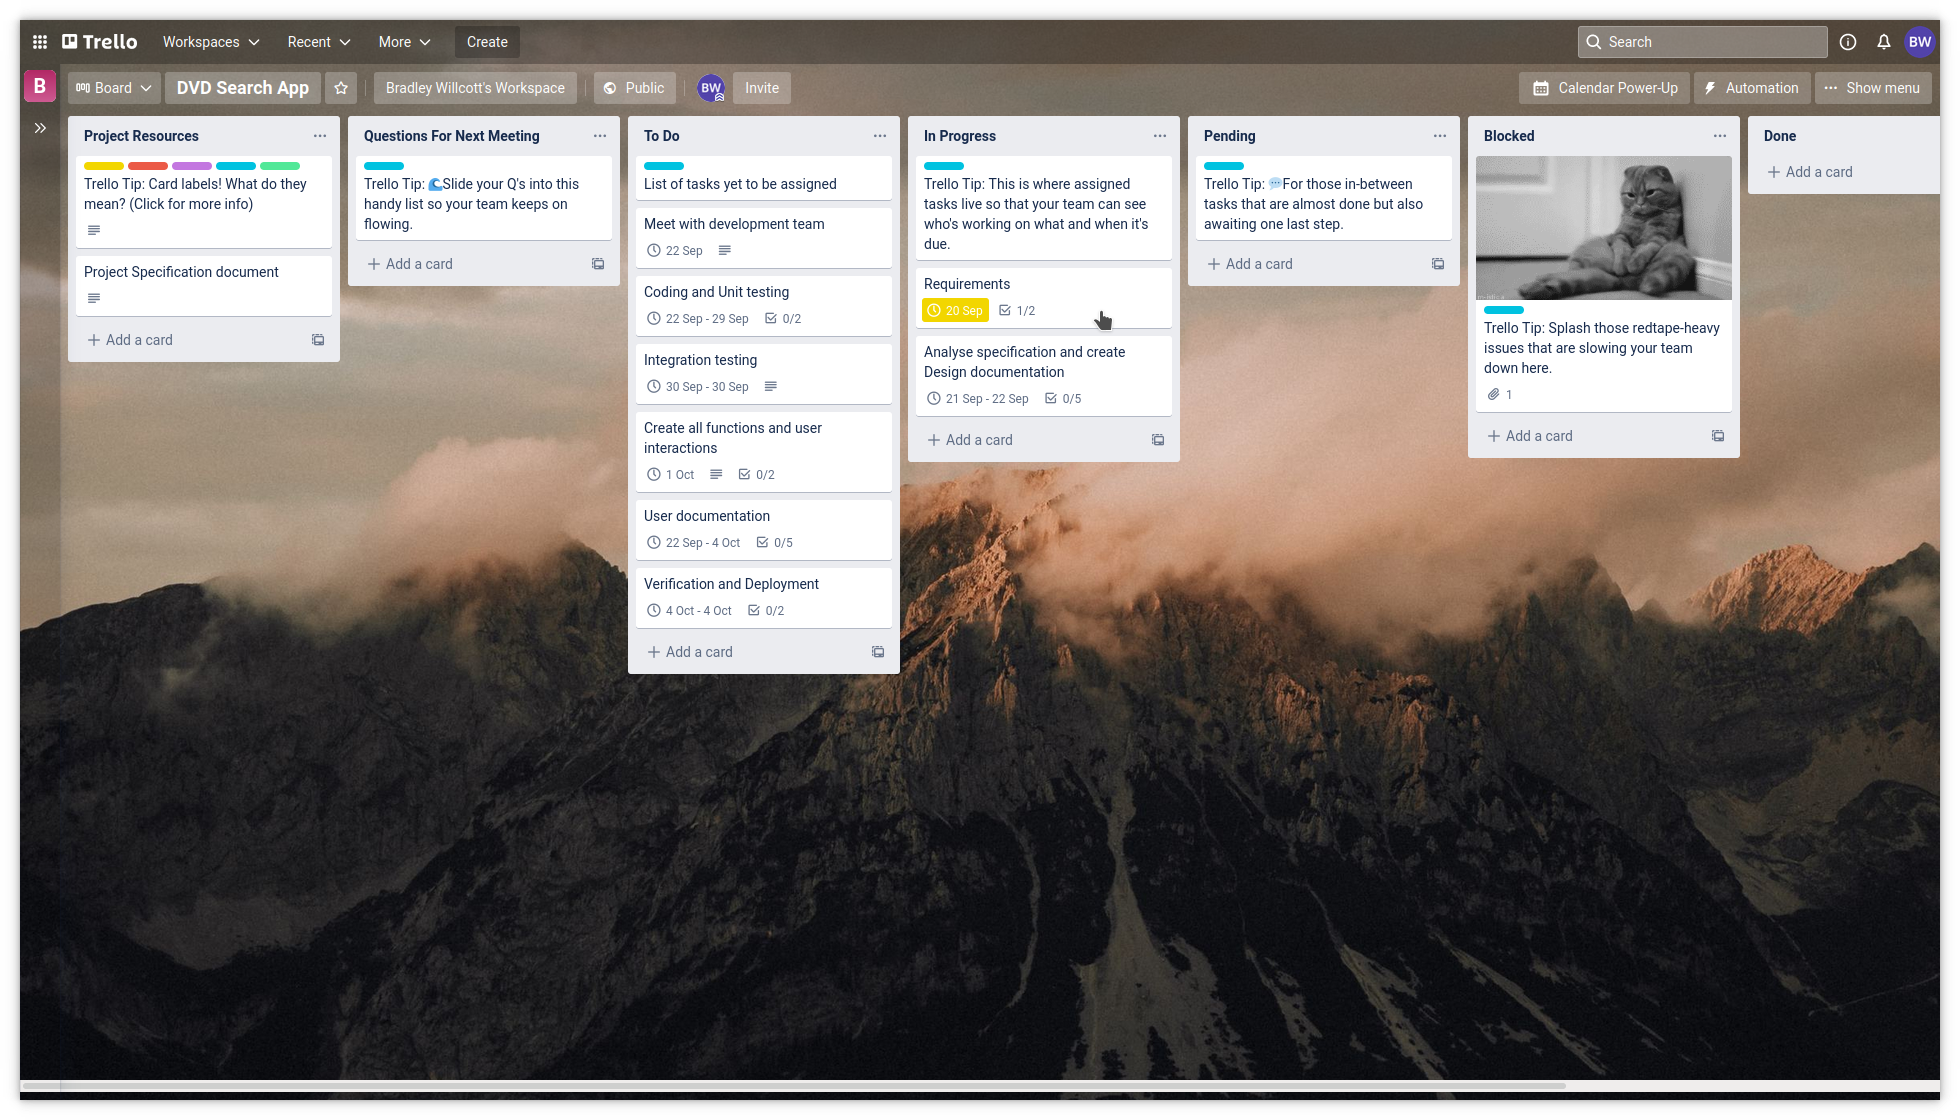 Trello
Workspaces
Recent
More
Create
Search
BW
B
Board
DVD Search App
Bradley Willcott's Workspace
Public
BW
Invite
Calendar Power-Up
Automation
Show menu
Project Resources
Trello Tip: Card labels! What do they
mean? (Click for more info)
Project Specification document
Add a card
Questions For Next Meeting
Trello Tip: 🌊Slide your Q's into this
handy list so your team keeps on
flowing.
Add a card
To Do
List of tasks yet to be assigned
Meet with development team
22 Sep
Coding and Unit testing
22 Sep - 29 Sep 0/2
Integration testing
30 Sep - 30 Sep
Create all functions and user
interactions
1 Oct 0/2
User documentation
22 Sep - 4 Oct 0/5
Verification and Deployment
4 Oct - 4 Oct 0/2
Add a card
In Progress
Trello Tip: This is where assigned
tasks live so that your team can see
who's working on what and when it's
due.
Requirements
20 Sep 1/2
Analyse specification and create
Design documentation
21 Sep - 22 Sep 0/5
Add a card
Pending
Trello Tip: 💬For those in-between
tasks that are almost done but also
awaiting one last step.
Add a card
Blocked
Trello Tip: Splash those redtape-heavy
issues that are slowing your team
down here.
1
Add a card
Done
Add a card